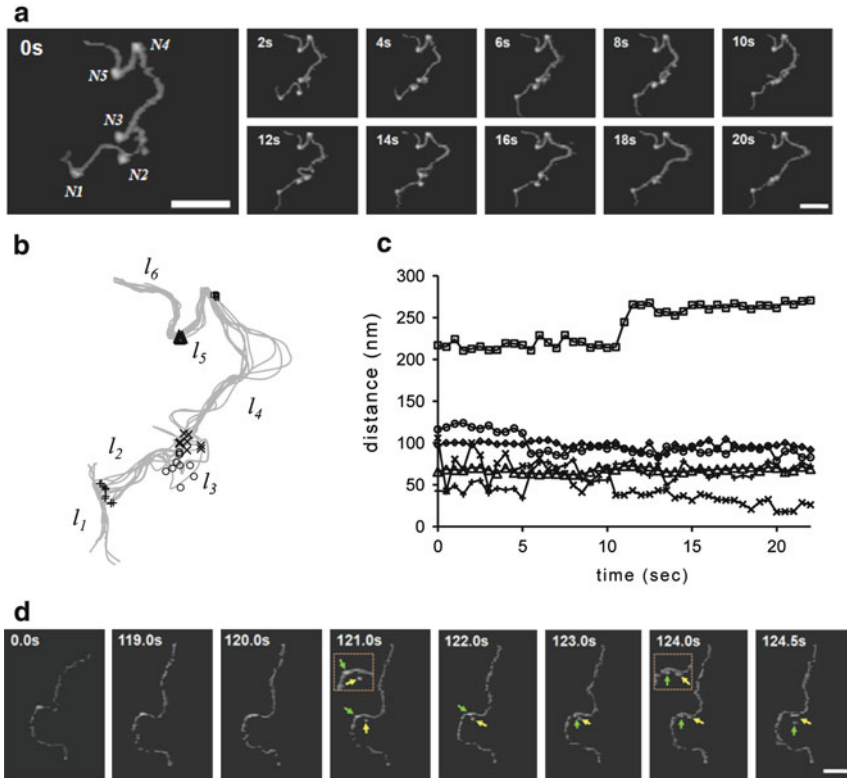 a
0s
N4
N5
N3
N2
N1
2s
4s
6s
8s
10s
12s
14s
16s
18s
20s
b
l6
l5
l4
l2
l3
l1
c
300
250
200
150
100
50
0
distance (nm)
0
5
10
15
20
time (sec)
d
0.0s
119.0s
120.0s
121.0s
122.0s
123.0s
124.0s
124.5s